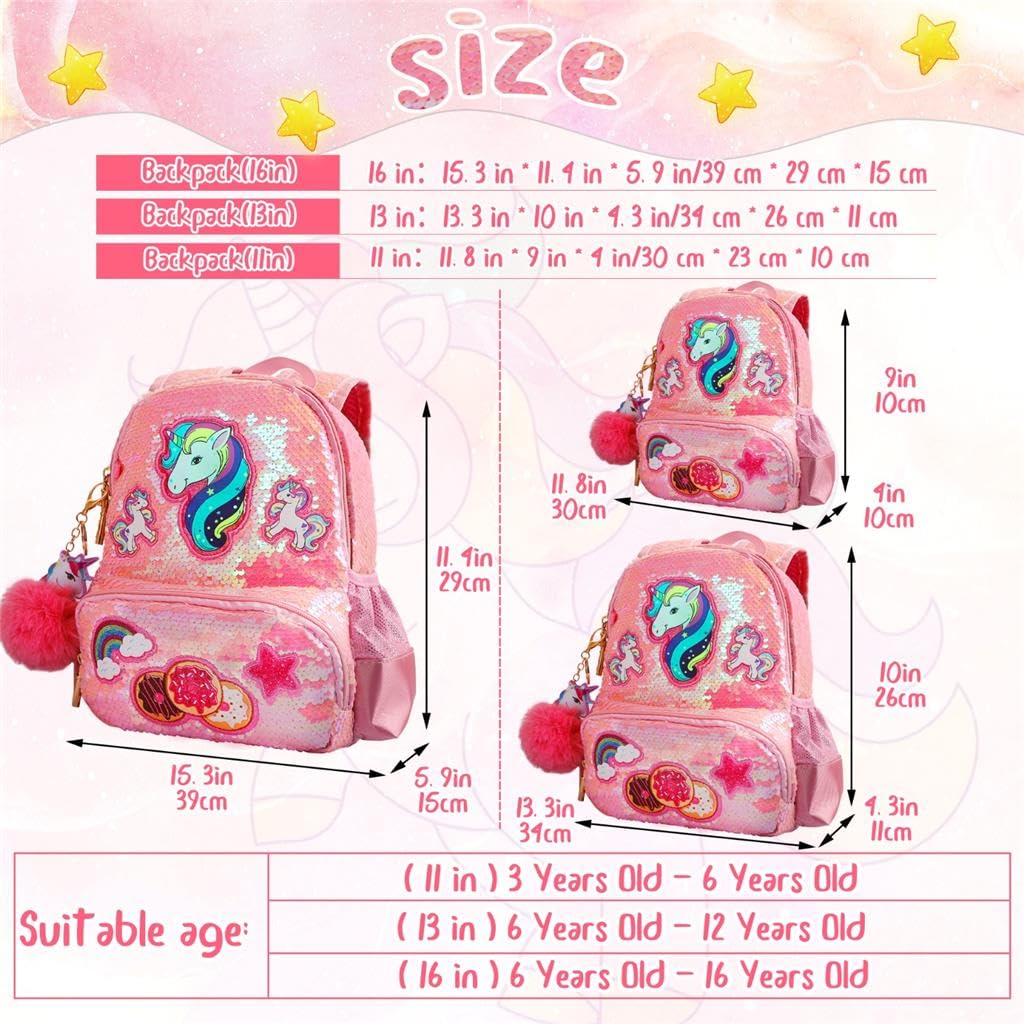 size
Backpack(16in) 16 in: 15.3 in * 11.4 in * 5.9 in/39 cm * 29 cm * 15 cm
Backpack(13in) 13 in: 13.3 in * 10 in * 4.3 in/34 cm * 26 cm * 11 cm
Backpack(11in) 11 in: 11.8 in * 9 in * 4 in/30 cm * 23 cm * 10 cm
11.4in
29cm
15.3in
39cm
5.9in
15cm
9in
10cm
11.8in
30cm
4in
10cm
10in
26cm
13.3in
34cm
4.3in
11cm
Suitable age:
( 11 in ) 3 Years Old - 6 Years Old
( 13 in ) 6 Years Old - 12 Years Old
( 16 in ) 6 Years Old - 16 Years Old